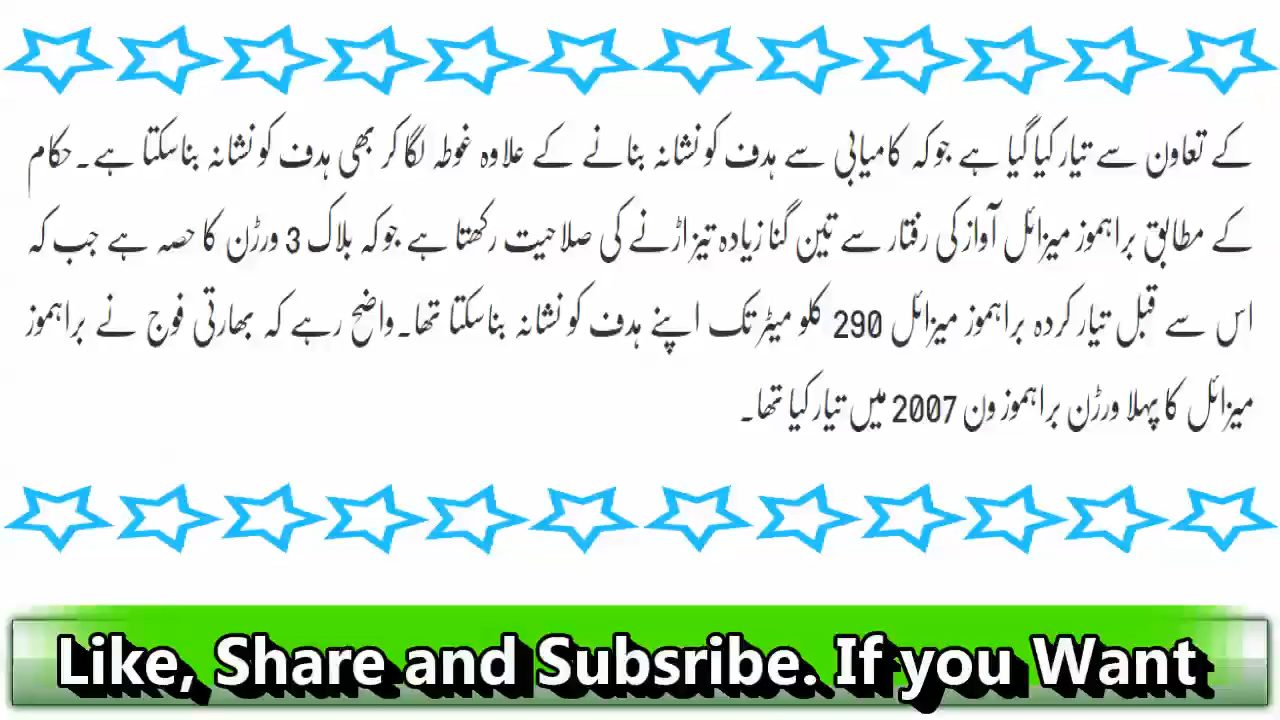 کے تعاون سے تیار کیا گیا ہے جو کہ کامیابی سے ہدف کو نشانہ بنانے کے علاوہ غوطہ لگا کر بھی ہدف کو نشانہ بنا سکتا ہے۔ حکام
کے مطابق براہموز میزائل آواز کی رفتار سے تین گنا زیادہ تیز اڑنے کی صلاحیت رکھتا ہے جو کہ بلاک 3 ورژن کا حصہ ہے جب کہ
اس سے قبل تیار کردہ براہموز میزائل 290 کلو میٹر تک اپنے ہدف کو نشانہ بنا سکتا تھا۔ واضح رہے کہ بھارتی فوج نے براہموز
میزائل کا پہلا ورژن براہموز ون 2007 میں تیار کیا تھا۔
Like, Share and Subsribe. If you Want